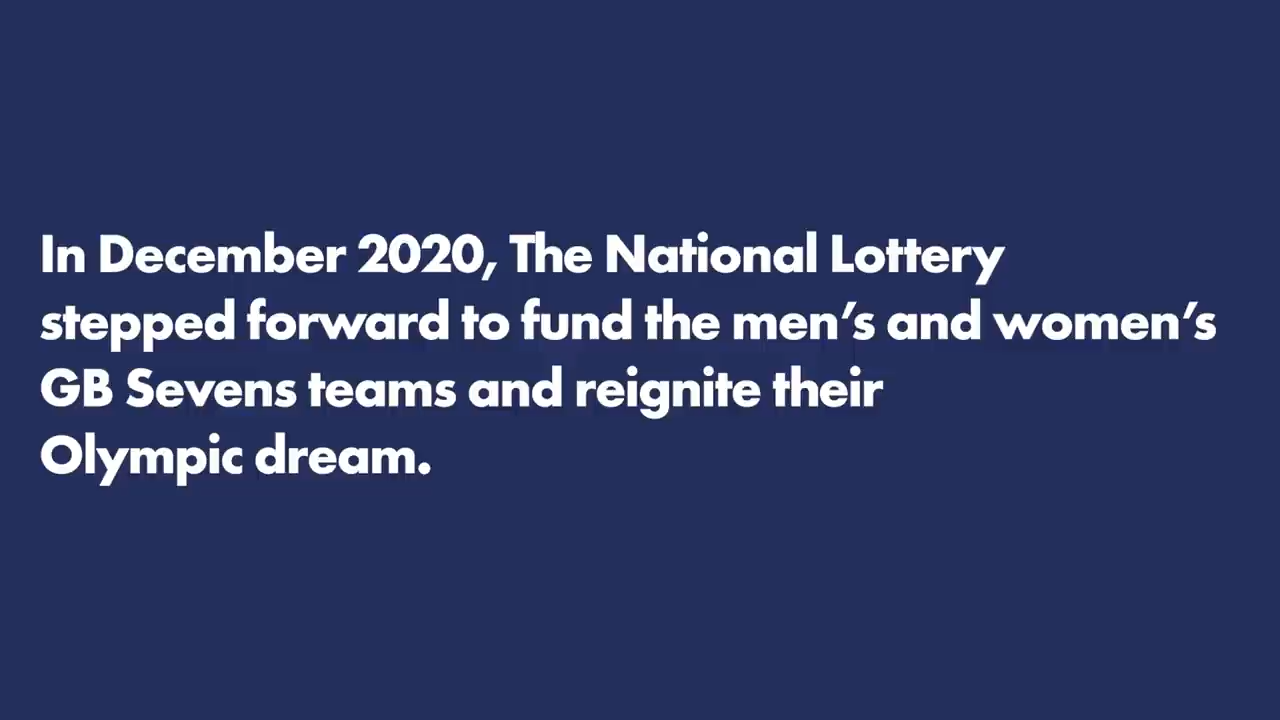 In December 2020, The National Lottery
stepped forward to fund the men’s and women’s
GB Sevens teams and reignite their
Olympic dream.